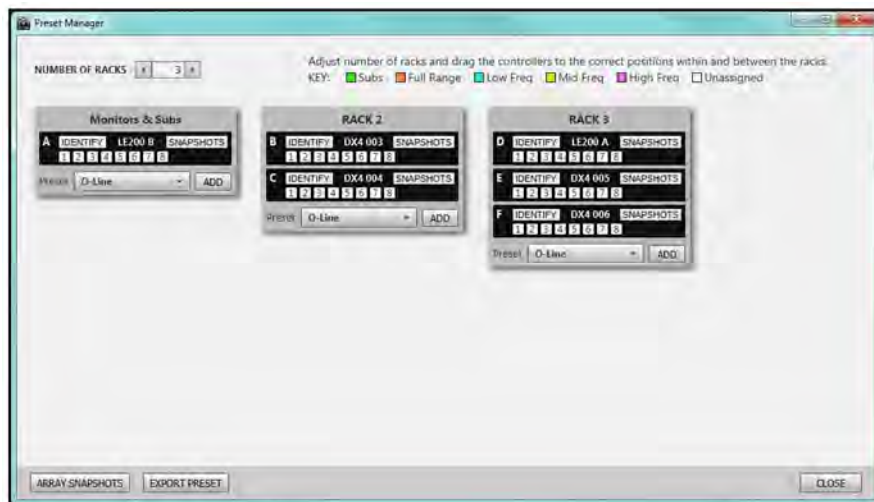 Preset Manager
NUMBER OF RACKS 3
Adjust number of racks and drag the controllers to the correct positions within and between the racks.
KEY: Subs Full Range Low Freq Mid Freq High Freq Unassigned
Monitors & Subs
A IDENTIFY LE200 B SNAPSHOTS
1 2 3 4 5 6 7 8
Preset O-Line ADD
RACK 2
B IDENTIFY DX4 003 SNAPSHOTS
1 2 3 4 5 6 7 8
C IDENTIFY DX4 004 SNAPSHOTS
1 2 3 4 5 6 7 8
Preset O-Line ADD
RACK 3
D IDENTIFY LE200 A SNAPSHOTS
1 2 3 4 5 6 7 8
E IDENTIFY DX4 005 SNAPSHOTS
1 2 3 4 5 6 7 8
F IDENTIFY DX4 006 SNAPSHOTS
1 2 3 4 5 6 7 8
Preset O-Line ADD
ARRAY SNAPSHOTS EXPORT PRESET CLOSE